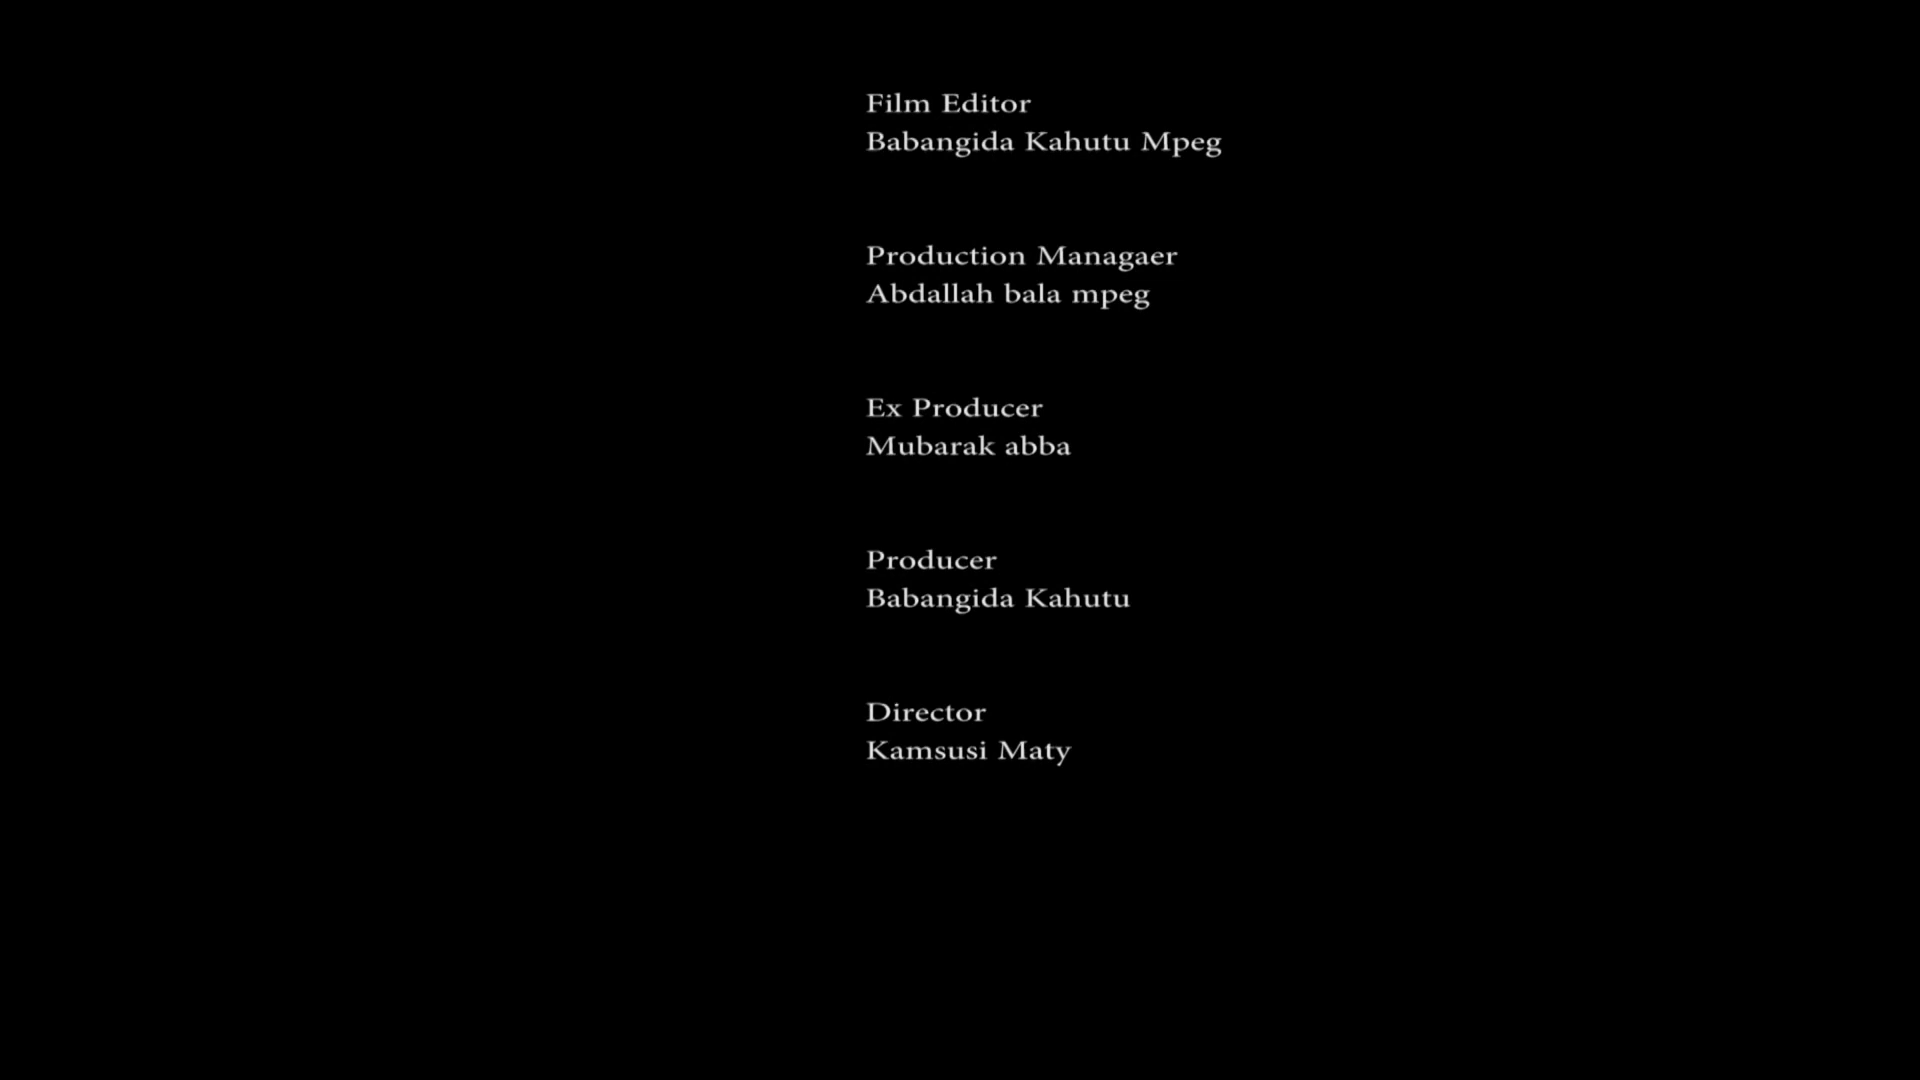 Film Editor
Babangida Kahutu Mpeg
Production Managaer
Abdallah bala mpeg
Ex Producer
Mubarak abba
Producer
Babangida Kahutu
Director
Kamsusi Maty